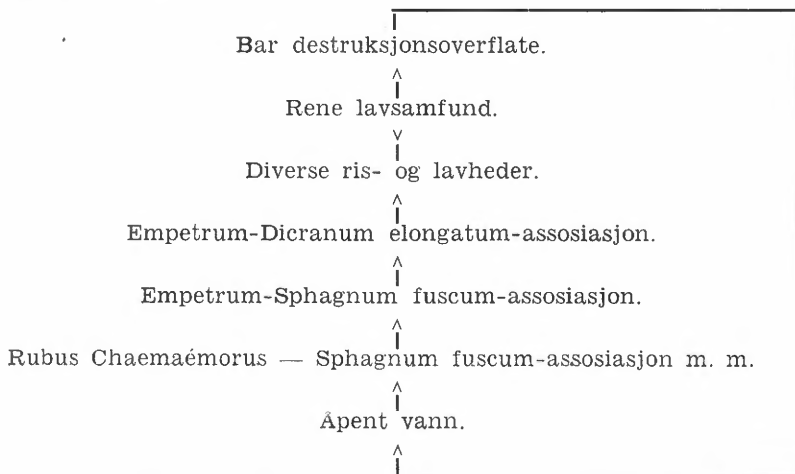 Bar destruksjonsoverflate.
Rene lavsamfund.
Diverse ris- og lavheder.
Empetrum-Dicranum elongatum-assosiasjon.
Empetrum-Sphagnum fuscum-assosiasjon.
Rubus Chaemaémorus — Sphagnum fuscum-assosiasjon m. m.
Åpent vann.